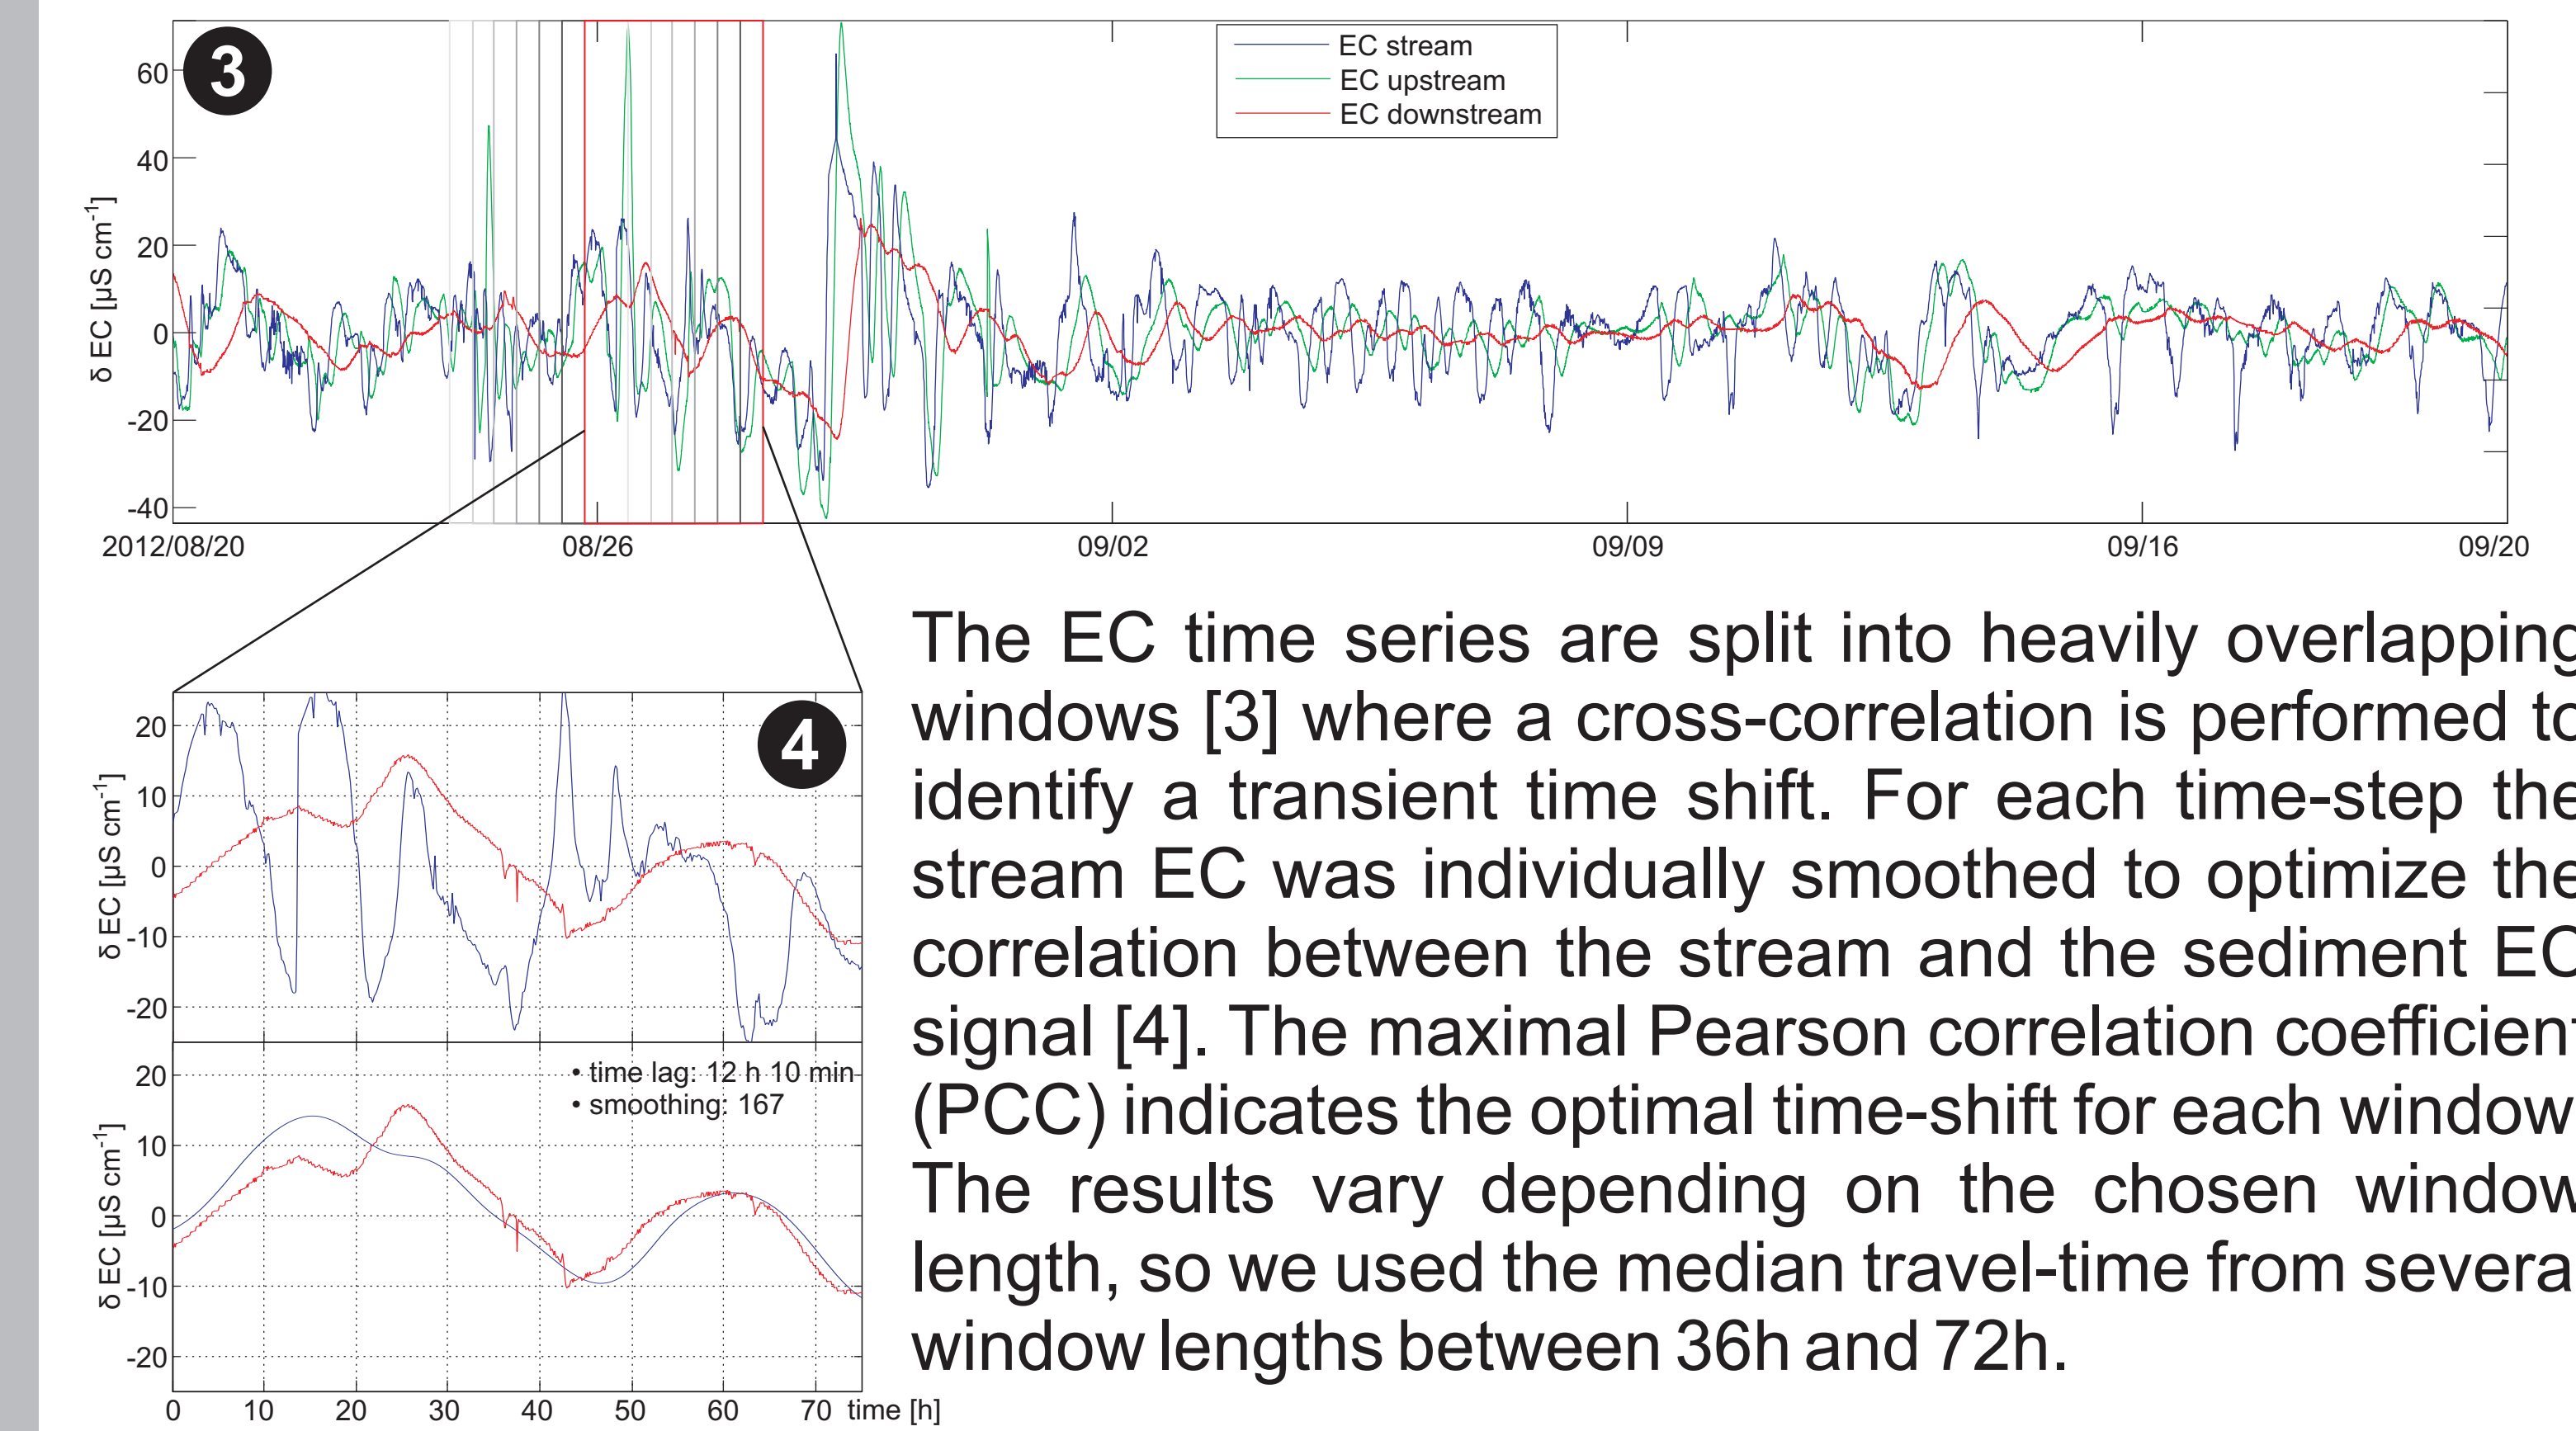 3
EC stream
EC upstream
EC downstream
60
40
20
0
-20
-40
δ EC [µS cm-1]
2012/08/20 08/26 09/02 09/09 09/16 09/20
4
20
10
0
-10
-20
δ EC [µS cm-1]
• time lag: 12 h 10 min
• smoothing: 167
20
10
0
-10
-20
δ EC [µS cm-1]
0 10 20 30 40 50 60 70 time [h]
The EC time series are split into heavily overlapping
windows [3] where a cross-correlation is performed to
identify a transient time shift. For each time-step the
stream EC was individually smoothed to optimize the
correlation between the stream and the sediment EC
signal [4]. The maximal Pearson correlation coefficient
(PCC) indicates the optimal time-shift for each window
The results vary depending on the chosen window
length, so we used the median travel-time from several
window lengths between 36h and 72h.